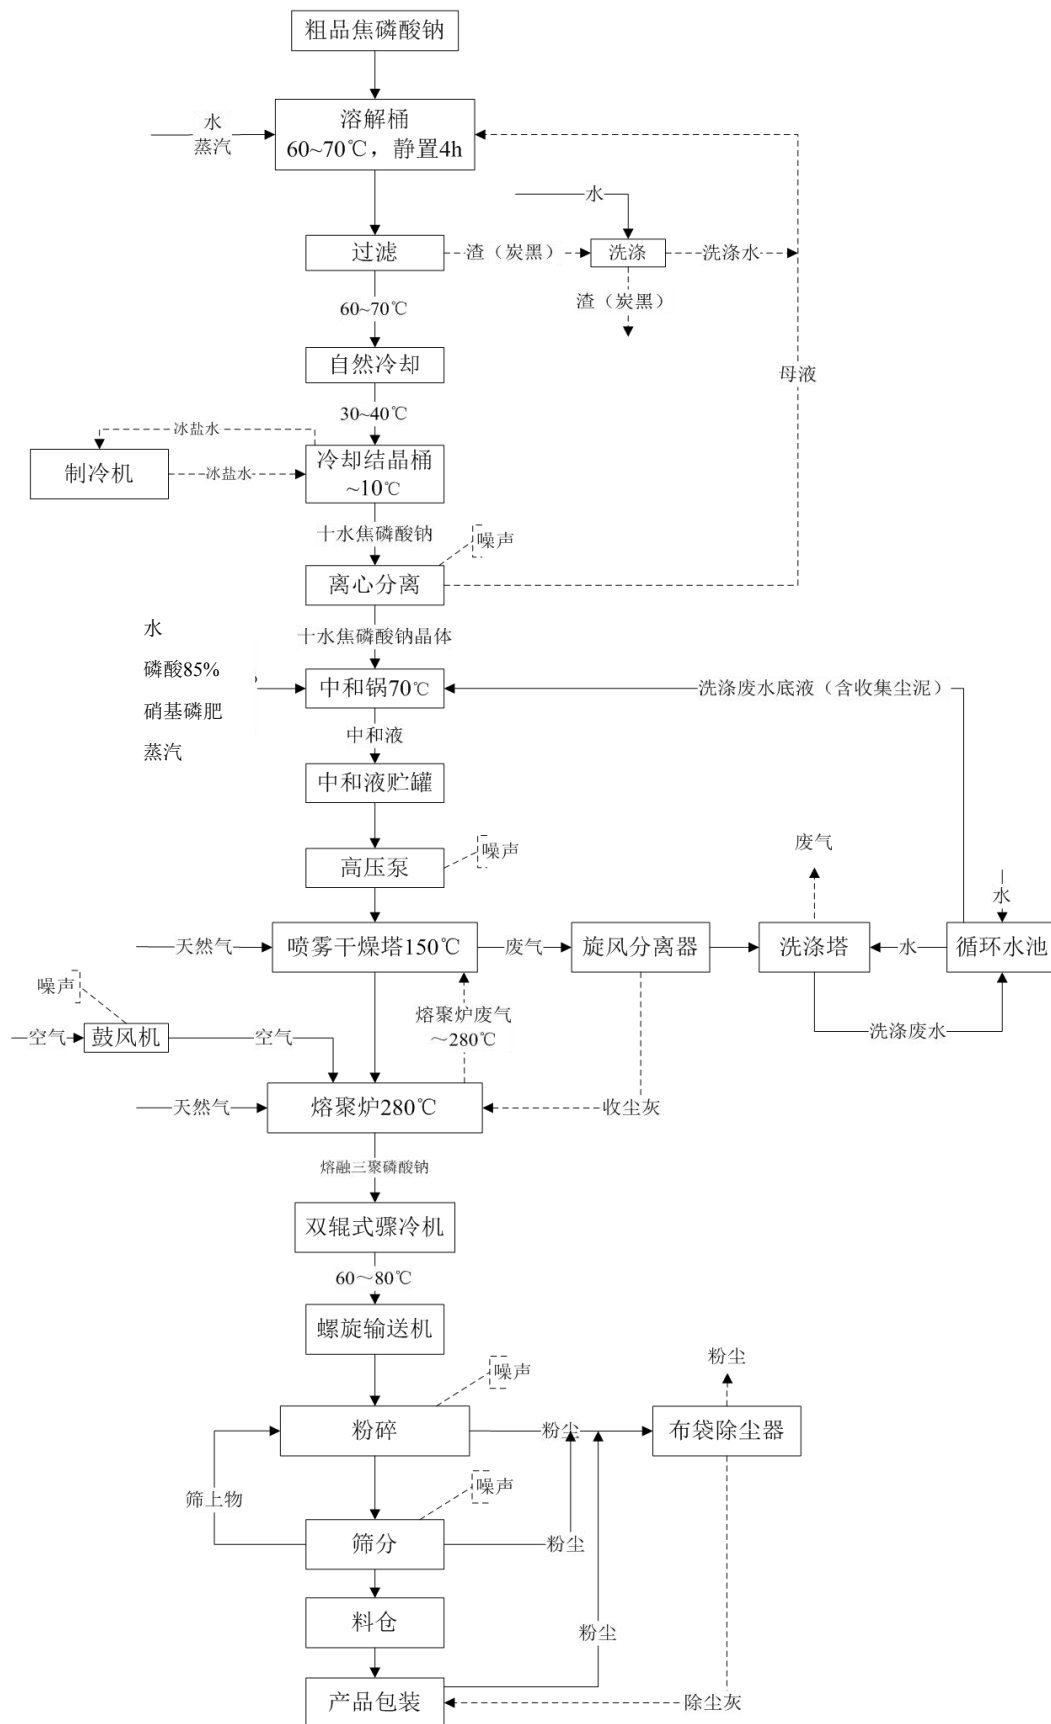 粗品焦磷酸钠
水
蒸汽
溶解桶
60~70℃，静置4h
水
过滤
渣（炭黑）
洗涤
洗涤水
渣（炭黑）
60~70℃
自然冷却
母液
30~40℃
冰盐水
制冷机
冰盐水
冷却结晶桶
~10℃
十水焦磷酸钠
噪声
离心分离
十水焦磷酸钠晶体
水
磷酸85%
硝基磷肥
蒸汽
中和锅70℃
洗涤废水底液（含收集尘泥）
中和液
中和液贮罐
噪声
高压泵
废气
水
天然气
喷雾干燥塔150℃
废气
旋风分离器
洗涤塔
水
循环水池
噪声
熔聚炉废气
～280℃
洗涤废水
空气
鼓风机
空气
天然气
熔聚炉280℃
收尘灰
熔融三聚磷酸钠
双辊式骤冷机
60～80℃
螺旋输送机
粉尘
噪声
粉碎
粉尘
布袋除尘器
筛上物
噪声
筛分
粉尘
料仓
粉尘
产品包装
除尘灰